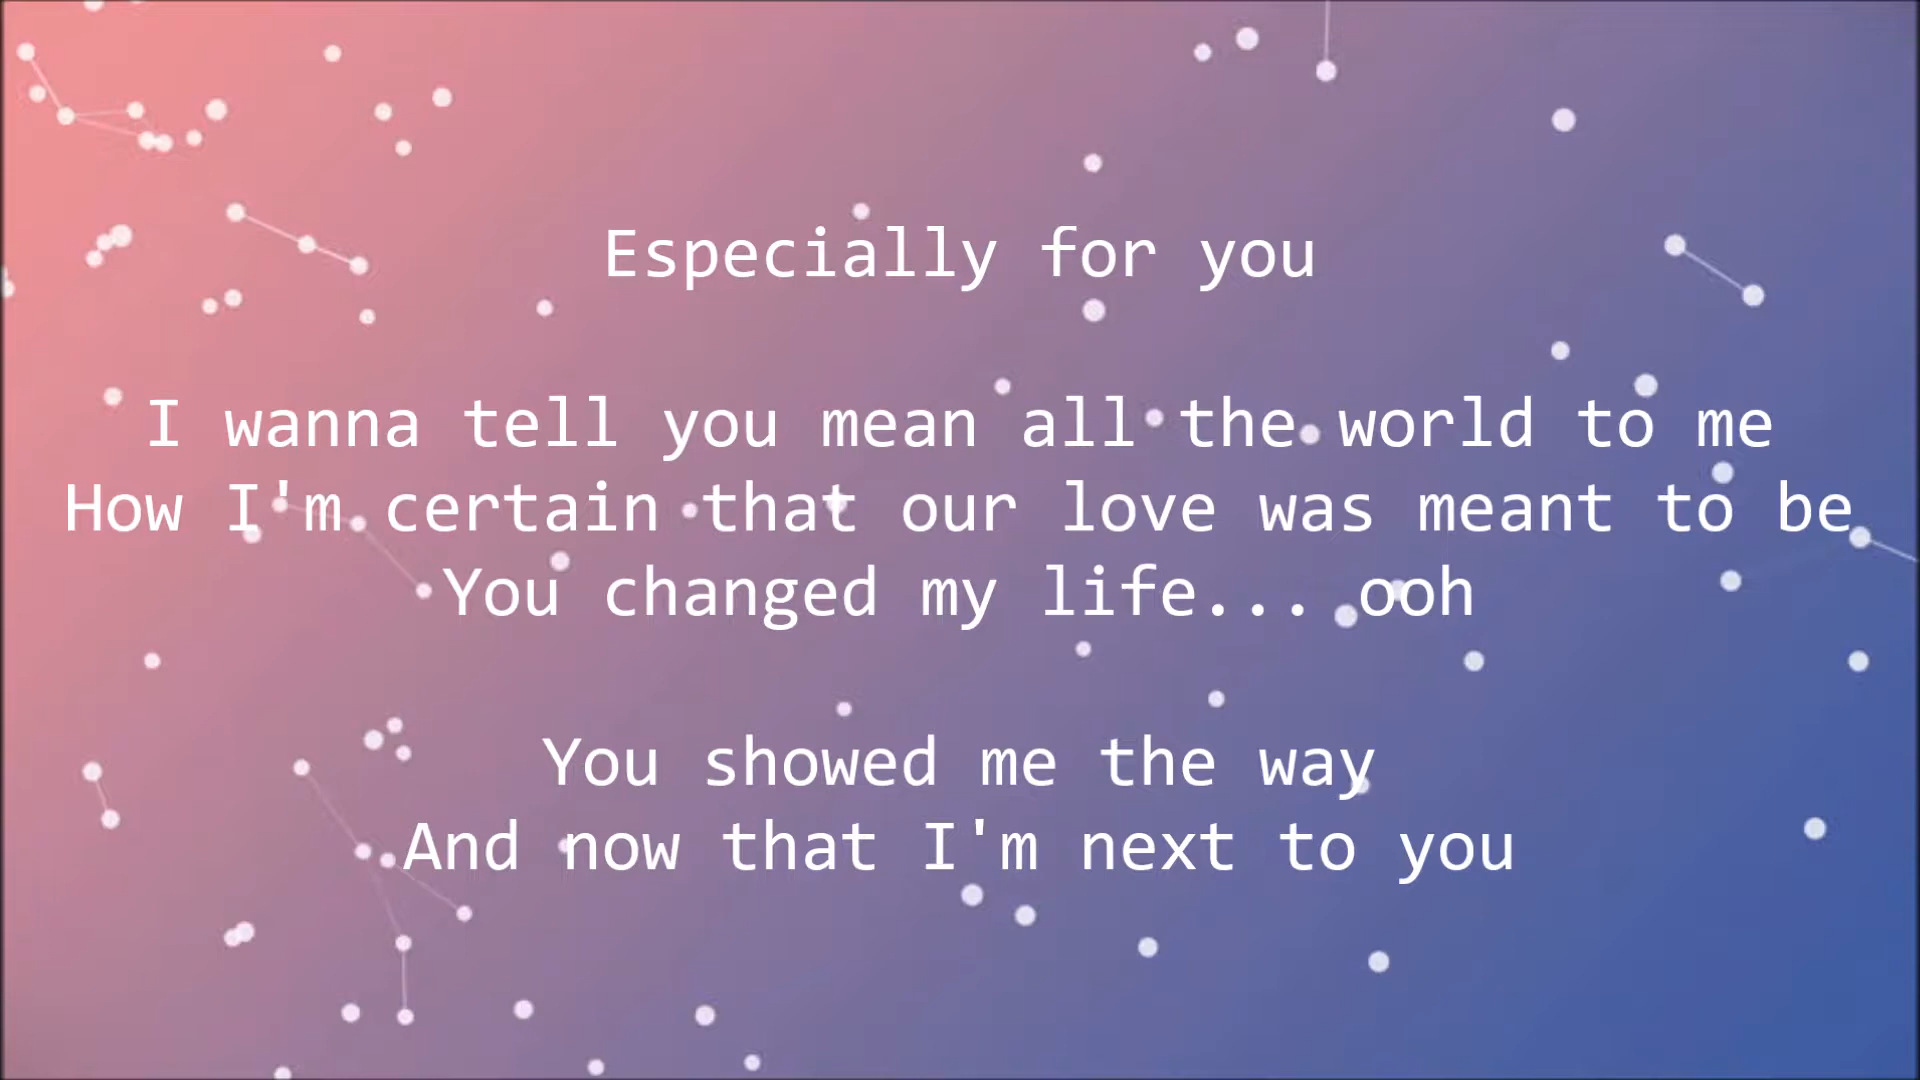 Especially for you
I wanna tell you mean all the world to me
How I'm certain that our love was meant to be
You changed my life... ooh
You showed me the way
And now that I'm next to you